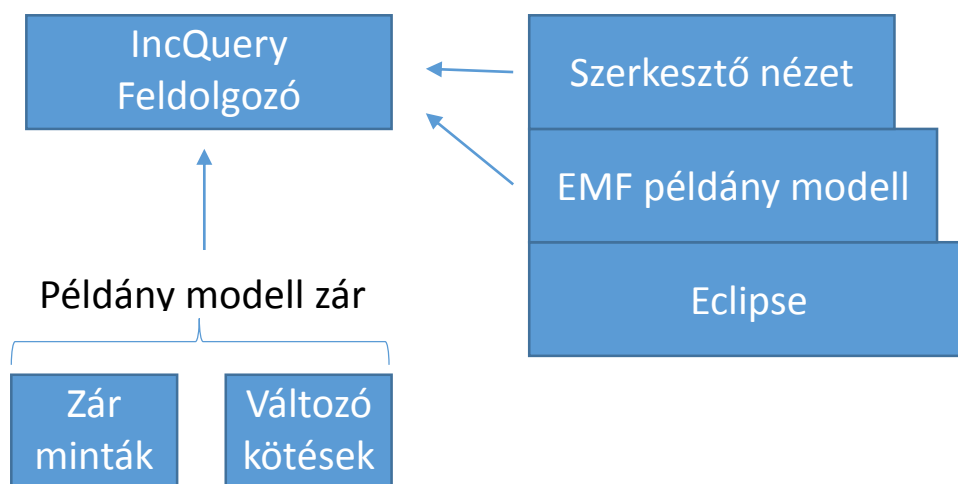 IncQuery
Feldolgozó
Szerkesztő nézet
EMF példány modell
Eclipse
Példány modell zár
Zár
minták
Változó
kötések